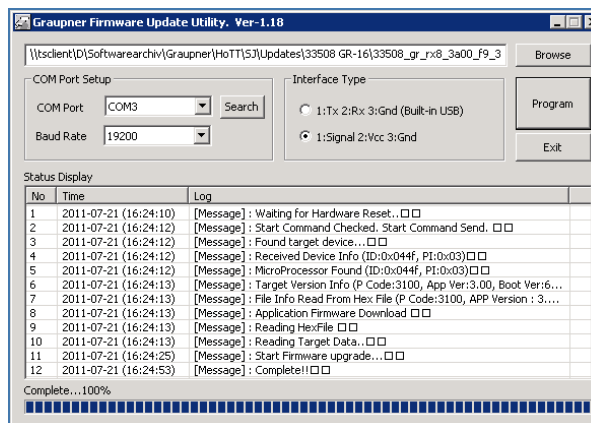 Graupner Firmware Update Utility. Ver-1.18
\\tsclient\D\Softwarearchiv\Graupner\HoTT\SJ\Updates\33508 GR-16\33508_gr_rx8_3a00_f9_3
Browse
COM Port Setup
COM Port COM3 Search
Baud Rate 19200
Interface Type
1:Tx 2:Rx 3:Gnd (Built-in USB)
1:Signal 2:Vcc 3:Gnd
Program
Exit
Status Display
No Time Log
1 2011-07-21 (16:24:10) [Message] : Waiting for Hardware Reset..
2 2011-07-21 (16:24:12) [Message] : Start Command Checked. Start Command Send.
3 2011-07-21 (16:24:12) [Message] : Found target device...
4 2011-07-21 (16:24:12) [Message] : Received Device Info (ID:0x044f, PI:0x03)
5 2011-07-21 (16:24:12) [Message] : MicroProcessor Found (ID:0x044f, PI:0x03)
6 2011-07-21 (16:24:13) [Message] : Target Version Info (P Code:3100, App Ver:3.00, Boot Ver:6...
7 2011-07-21 (16:24:13) [Message] : File Info Read From Hex File (P Code:3100, APP Version : 3....
8 2011-07-21 (16:24:13) [Message] : Application Firmware Download
9 2011-07-21 (16:24:13) [Message] : Reading HexFile
10 2011-07-21 (16:24:13) [Message] : Reading Target Data..
11 2011-07-21 (16:24:25) [Message] : Start Firmware upgrade...
12 2011-07-21 (16:24:53) [Message] : Complete!!
Complete...100%